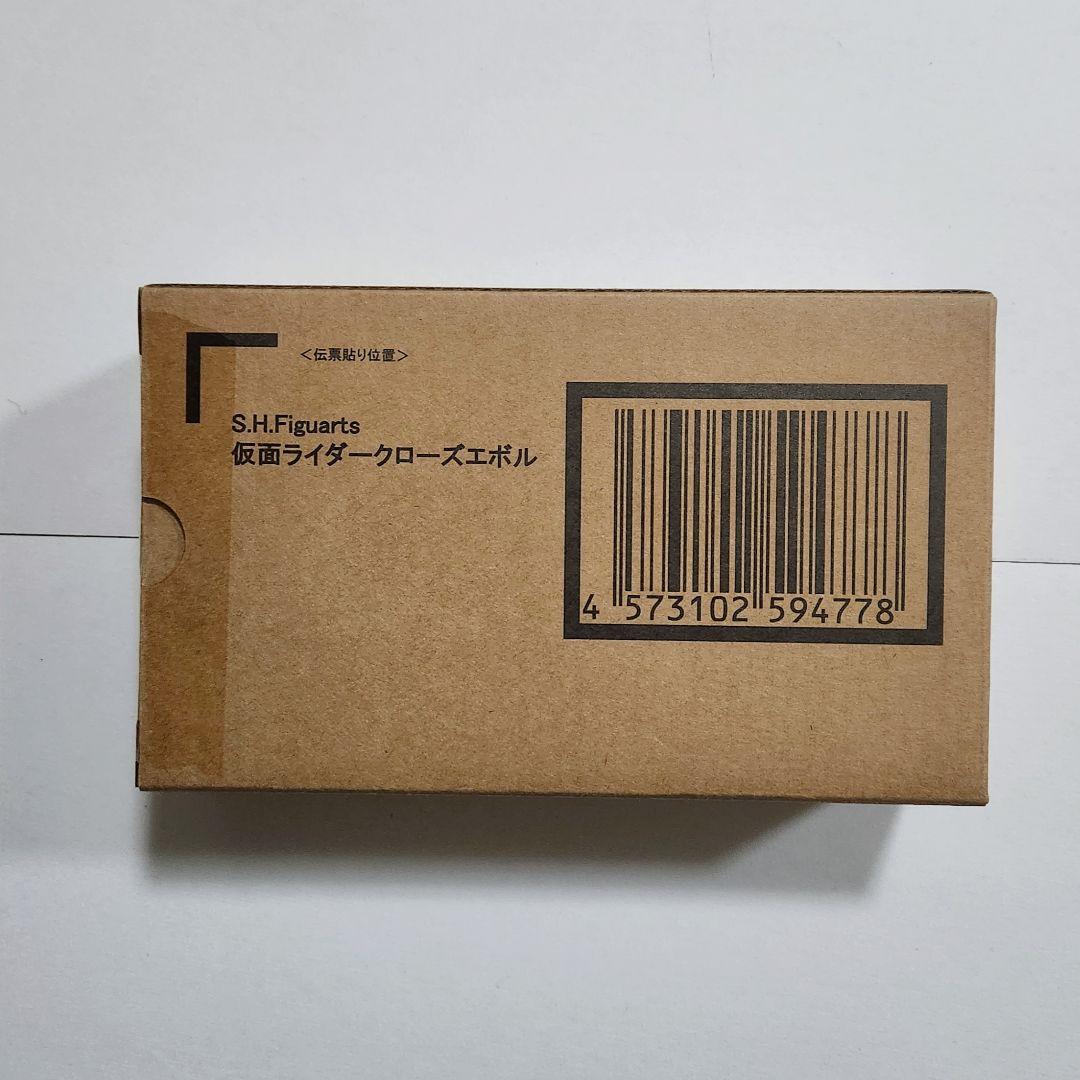 ＜伝票貼り位置＞
S.H.Figuarts
仮面ライダークローズエボル
4 573102 594778